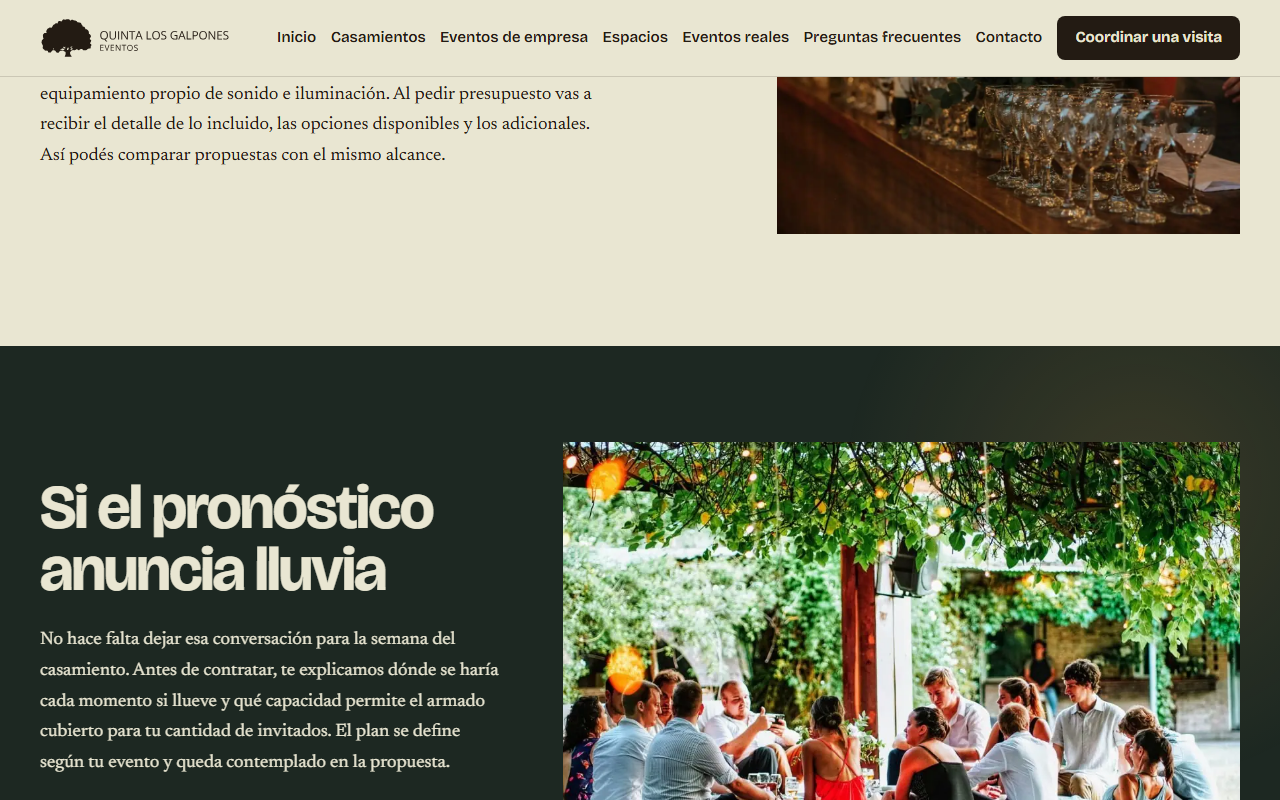 QUINTA LOS GALPONES
EVENTOS
Inicio Casamientos Eventos de empresa Espacios Eventos reales Preguntas frecuentes Contacto Coordinar una visita
equipamiento propio de sonido e iluminación. Al pedir presupuesto vas a
recibir el detalle de lo incluido, las opciones disponibles y los adicionales.
Así podés comparar propuestas con el mismo alcance.
Si el pronóstico
anuncia lluvia
No hace falta dejar esa conversación para la semana del
casamiento. Antes de contratar, te explicamos dónde se haría
cada momento si llueve y qué capacidad permite el armado
cubierto para tu cantidad de invitados. El plan se define
según tu evento y queda contemplado en la propuesta.